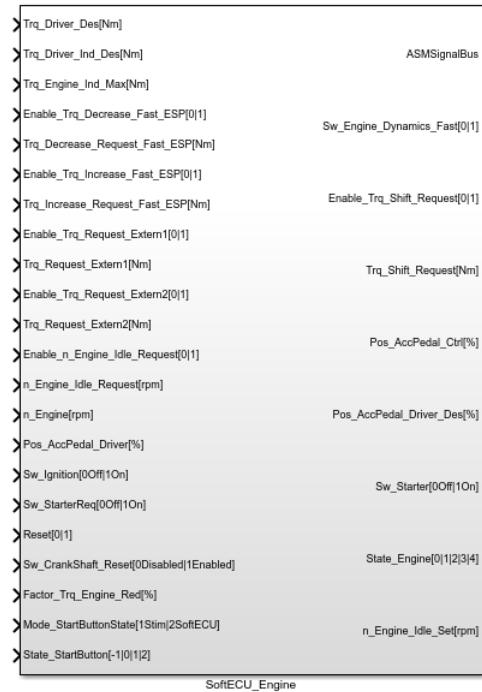 Trq_Driver_Des[Nm]
Trq_Driver_Ind_Des[Nm]
Trq_Engine_Ind_Max[Nm]
Enable_Trq_Decrease_Fast_ESP[0|1]
Trq_Decrease_Request_Fast_ESP[Nm]
Enable_Trq_Increase_Fast_ESP[0|1]
Trq_Increase_Request_Fast_ESP[Nm]
Enable_Trq_Request_Extern1[0|1]
Trq_Request_Extern1[Nm]
Enable_Trq_Request_Extern2[0|1]
Trq_Request_Extern2[Nm]
Enable_n_Engine_Idle_Request[0|1]
n_Engine_Idle_Request[rpm]
n_Engine[rpm]
Pos_AccPedal_Driver[%]
Sw_Ignition[0Off|1On]
Sw_StarterReq[0Off|1On]
Reset[0|1]
Sw_CrankShaft_Reset[0Disabled|1Enabled]
Factor_Trq_Engine_Red[%]
Mode_StartButtonState[1Stim|2SoftECU]
State_StartButton[-1|0|1|2]
ASMSignalBus
Sw_Engine_Dynamics_Fast[0|1]
Enable_Trq_Shift_Request[0|1]
Trq_Shift_Request[Nm]
Pos_AccPedal_Ctrl[%]
Pos_AccPedal_Driver_Des[%]
Sw_Starter[0Off|1On]
State_Engine[0|1|2|3|4]
n_Engine_Idle_Set[rpm]
SoftECU_Engine